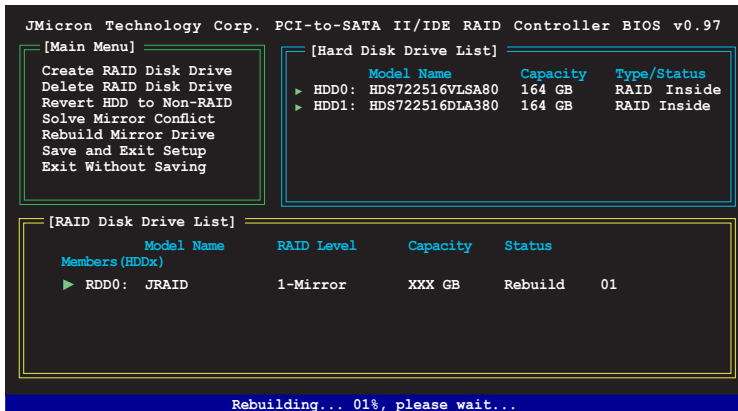 JMicron Technology Corp. PCI-to-SATA II/IDE RAID Controller BIOS v0.97
[Main Menu]
Create RAID Disk Drive
Delete RAID Disk Drive
Revert HDD to Non-RAID
Solve Mirror Conflict
Rebuild Mirror Drive
Save and Exit Setup
Exit Without Saving
[Hard Disk Drive List]
Model Name Capacity Type/Status
HDD0: HDS722516VLSA80 164 GB RAID Inside
HDD1: HDS722516DLA380 164 GB RAID Inside
[RAID Disk Drive List]
Model Name RAID Level Capacity Status
Members(HDDx)
RDD0: JRAID 1-Mirror XXX GB Rebuild 01
Rebuilding... 01%, please wait...